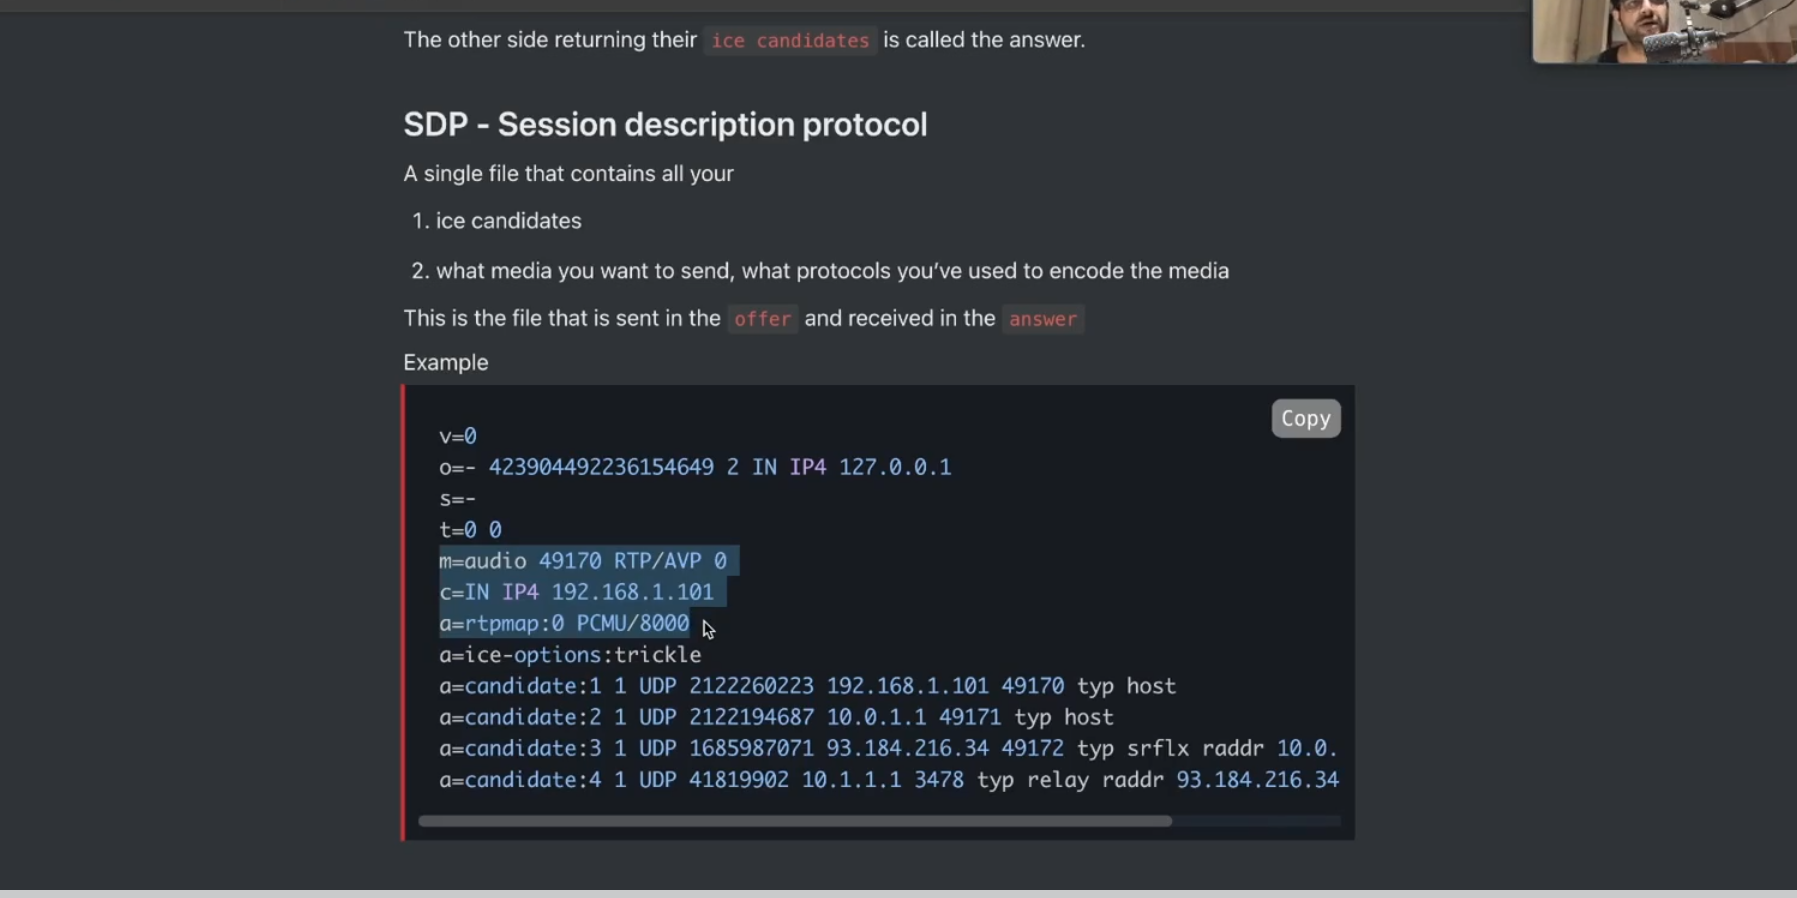 The other side returning their ice candidates is called the answer.
SDP - Session description protocol
A single file that contains all your
1. ice candidates
2. what media you want to send, what protocols you’ve used to encode the media
This is the file that is sent in the offer and received in the answer
Example
Copy
v=0
o=- 423904492236154649 2 IN IP4 127.0.0.1
s=-
t=0 0
m=audio 49170 RTP/AVP 0
c=IN IP4 192.168.1.101
a=rtpmap:0 PCMU/8000
a=ice-options:trickle
a=candidate:1 1 UDP 2122260223 192.168.1.101 49170 typ host
a=candidate:2 1 UDP 2122194687 10.0.1.1 49171 typ host
a=candidate:3 1 UDP 1685987071 93.184.216.34 49172 typ srflx raddr 10.0.
a=candidate:4 1 UDP 41819902 10.1.1.1 3478 typ relay raddr 93.184.216.34